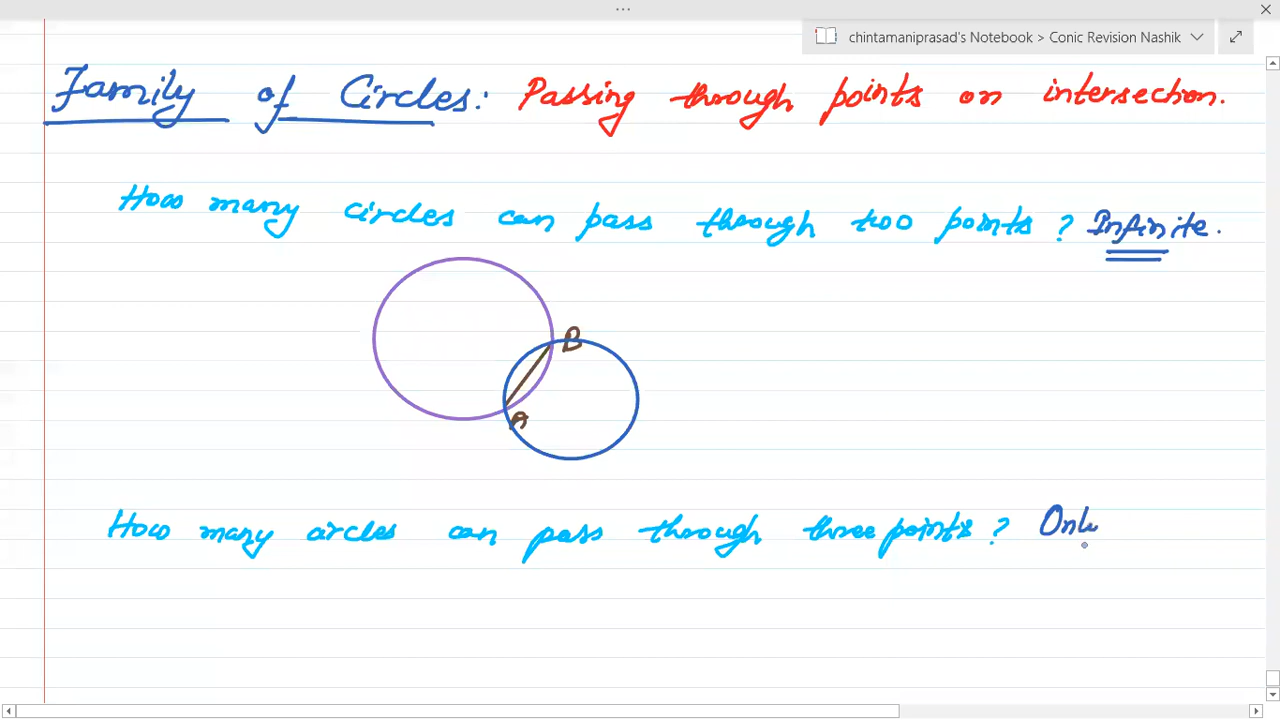 chintamaniprasad's Notebook > Conic Revision Nashik
Family of Circles: Passing through points on intersection.
How many circles can pass through two points? Infinite.
B
A
How many circles can pass through three points? Only